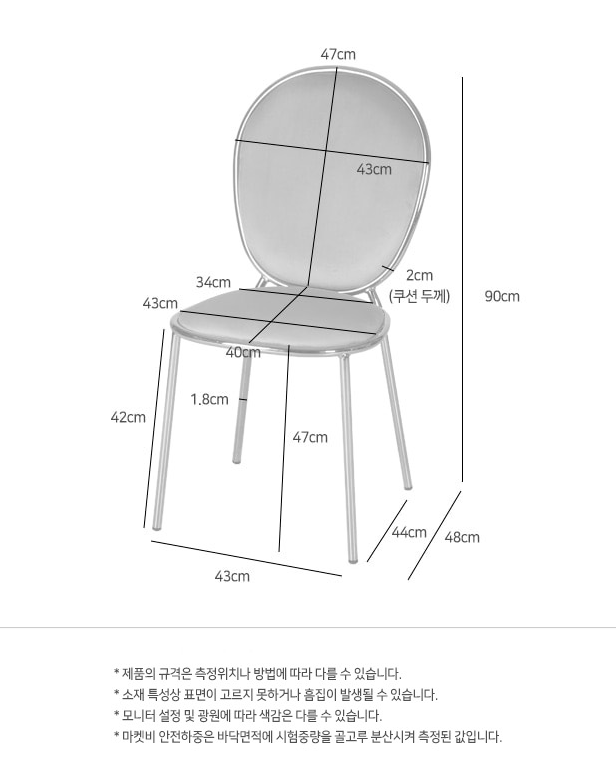 47cm
43cm
2cm
(쿠션 두께)
34cm
43cm
90cm
40cm
1.8cm
42cm
47cm
44cm
48cm
43cm
* 제품의 규격은 측정위치나 방법에 따라 다를 수 있습니다.
* 소재 특성상 표면이 고르지 못하거나 흠집이 발생될 수 있습니다.
* 모니터 설정 및 광원에 따라 색감은 다를 수 있습니다.
* 마켓비 안전하중은 바닥면적에 시험중량을 골고루 분산시켜 측정된 값입니다.